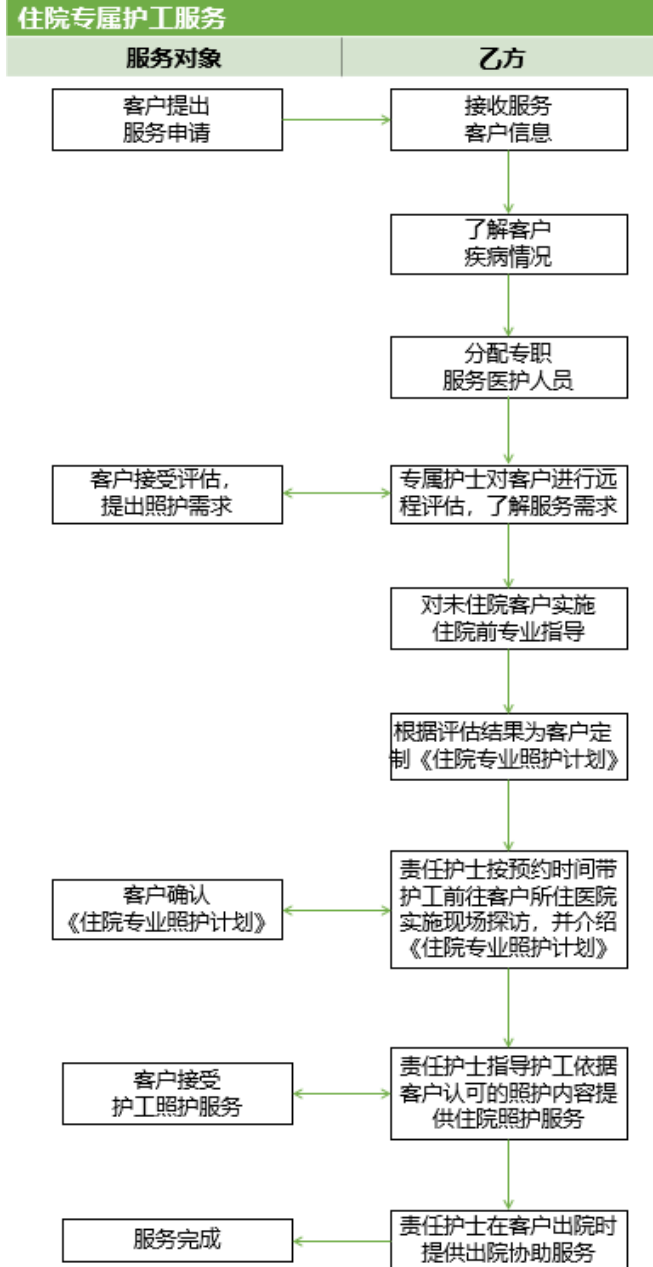 住院专属护工服务
服务对象
乙方
客户提出
服务申请
接收服务
客户信息
了解客户
疾病情况
分配专职
服务医护人员
客户接受评估，
提出照护需求
专属护士对客户进行远
程评估，了解服务需求
对未住院客户实施
住院前专业指导
根据评估结果为客户定
制《住院专业照护计划》
客户确认
《住院专业照护计划》
责任护士按预约时间带
护工前往客户所住医院
实施现场探访，并介绍
《住院专业照护计划》
客户接受
护工照护服务
责任护士指导护工依据
客户认可的照护内容提
供住院照护服务
服务完成
责任护士在客户出院时
提供出院协助服务